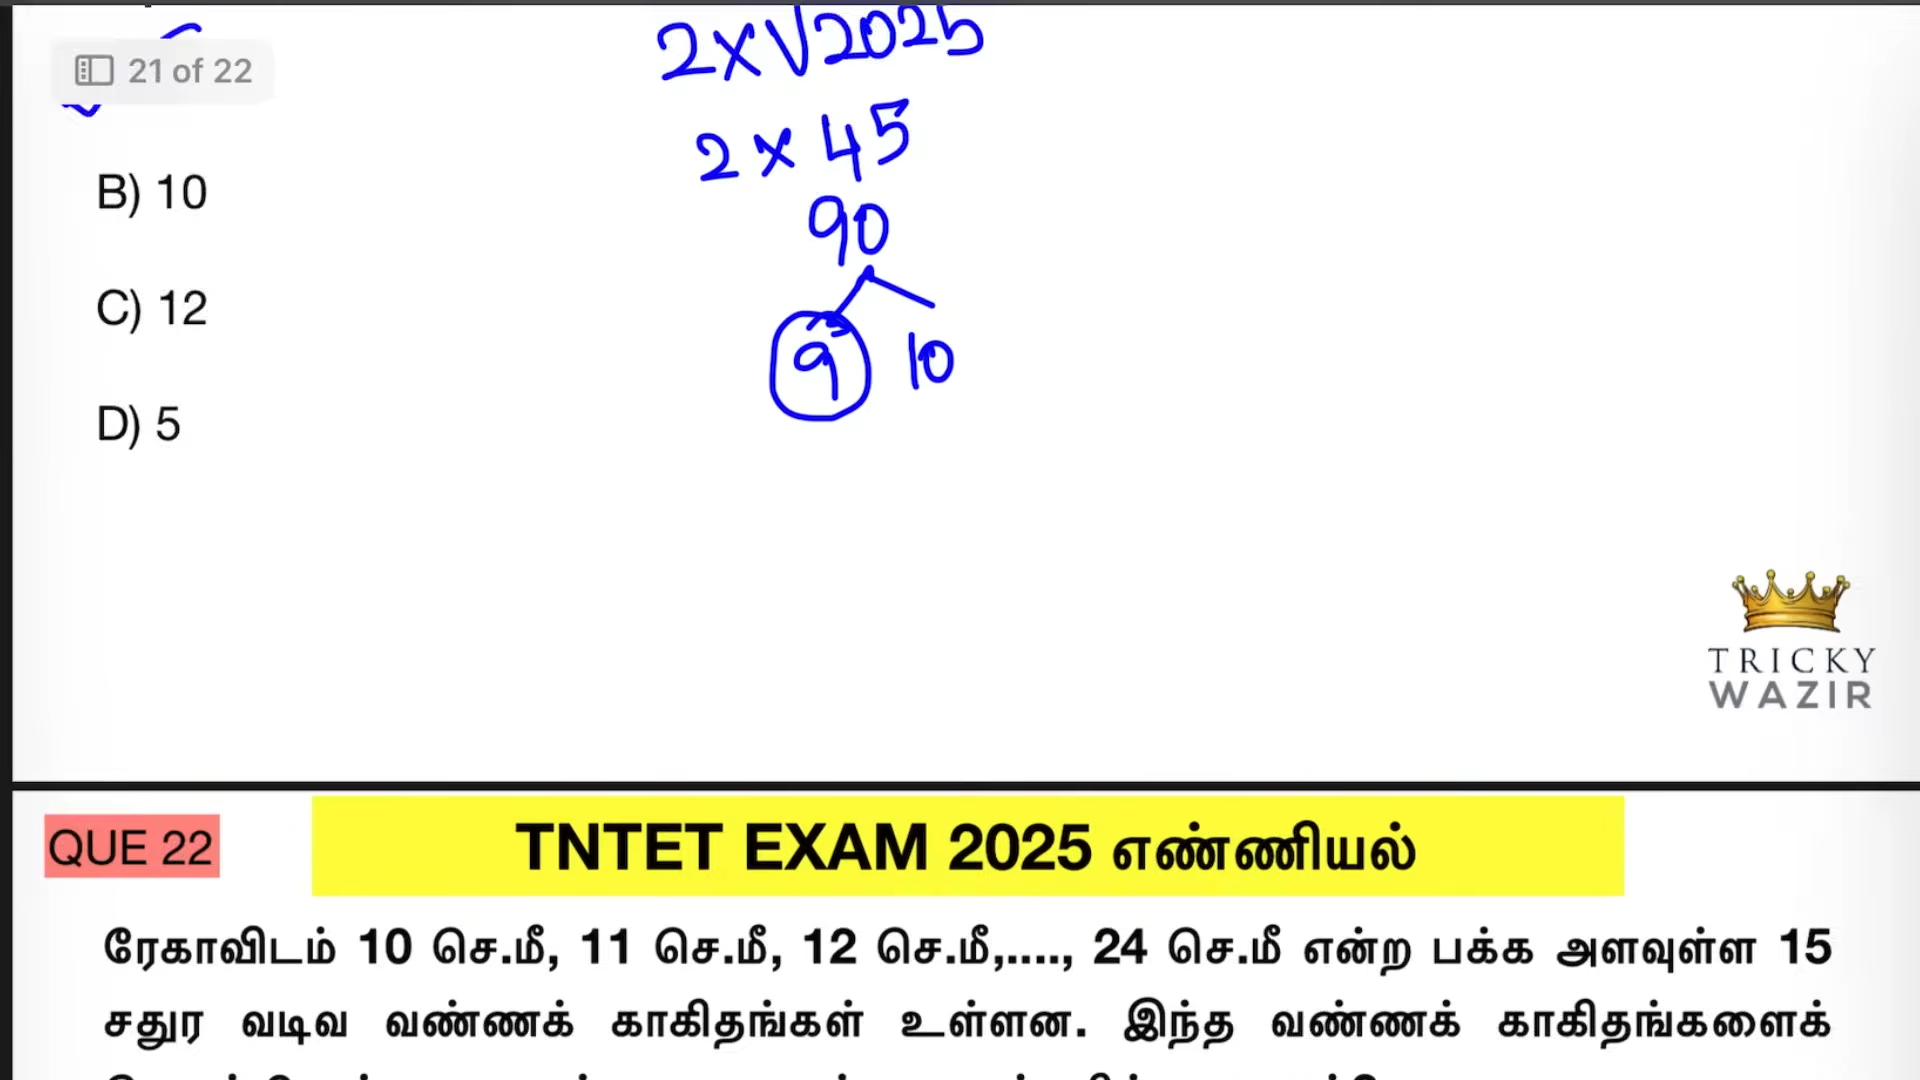 2×√2025
21 of 22
2 × 45
B) 10
90
C) 12
9 10
D) 5
TRICKY
WAZIR
QUE 22
TNTET EXAM 2025 எண்ணியல்
ரேகாவிடம் 10 செ.மீ, 11 செ.மீ, 12 செ.மீ,...., 24 செ.மீ என்ற பக்க அளவுள்ள 15
சதுர வடிவ வண்ணக் காகிதங்கள் உள்ளன. இந்த வண்ணக் காகிதங்களைக்